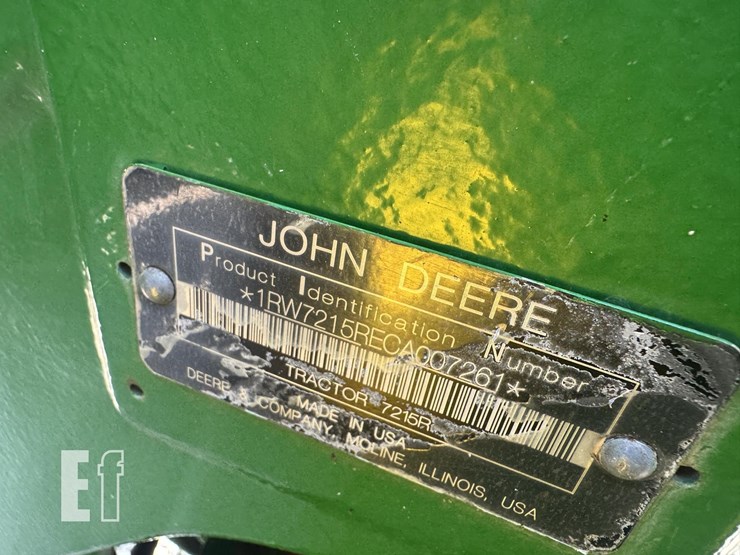 JOHN DEERE
Product Identification Number
*1RW7215RECA007261*
TRACTOR 7215R
MADE IN USA
DEERE & COMPANY, MOLINE, ILLINOIS, USA
Ef